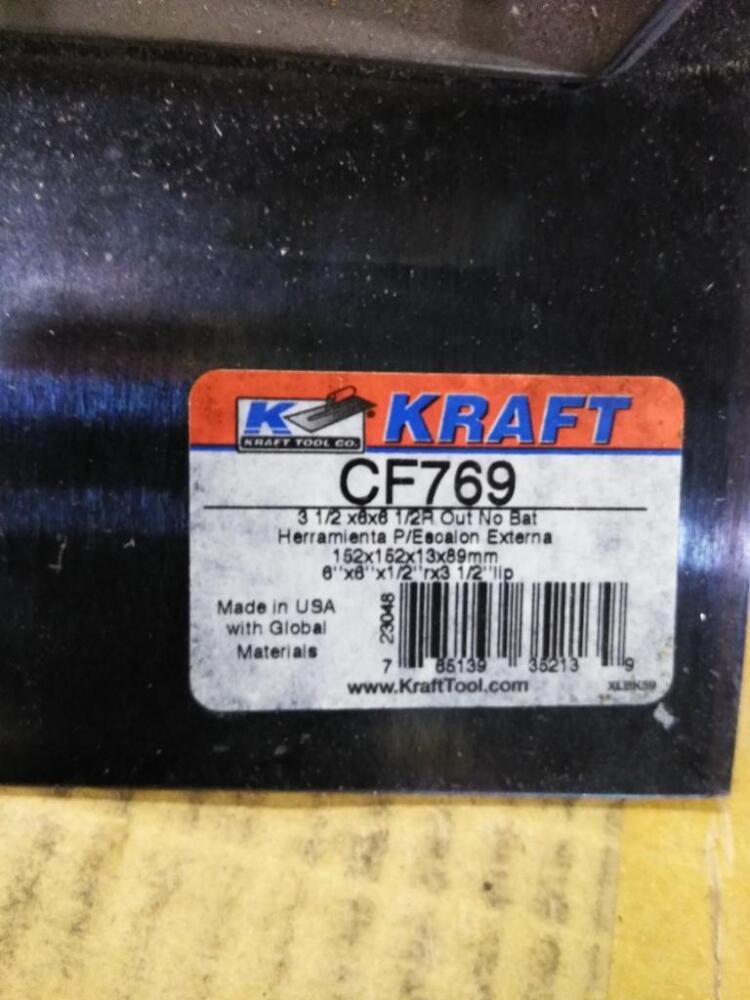 K
KRAFT TOOL CO.
KRAFT
CF769
3 1/2 x6x6 1/2R Out No Bat
Herramienta P/Escalon Externa
152x152x13x89mm
6"x6"x1/2"rx3 1/2"lip
Made in USA
with Global
Materials
23048
7 85139 35213 9
www.KraftTool.com
XLBK59